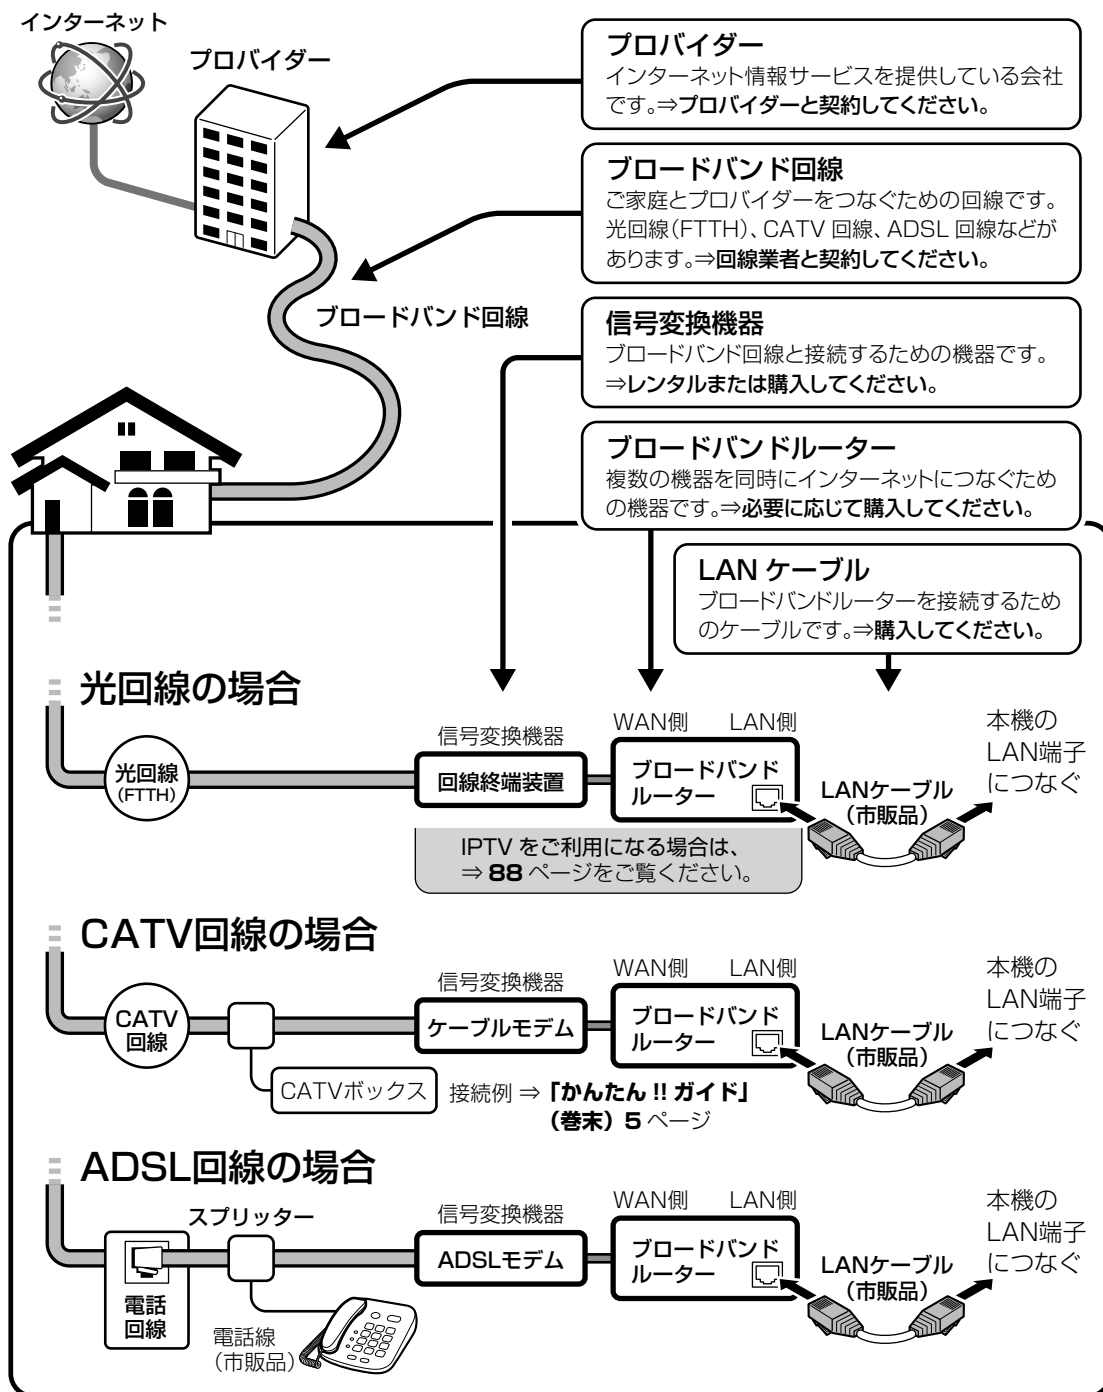 インターネット
プロバイダー
プロバイダー
インターネット情報サービスを提供している会社
です。⇒プロバイダーと契約してください。
ブロードバンド回線
ご家庭とプロバイダーをつなぐための回線です。
光回線(FTTH)、CATV 回線、ADSL 回線などが
あります。⇒回線業者と契約してください。
ブロードバンド回線
信号変換機器
ブロードバンド回線と接続するための機器です。
⇒レンタルまたは購入してください。
ブロードバンドルーター
複数の機器を同時にインターネットにつなぐため
の機器です。⇒必要に応じて購入してください。
LAN ケーブル
ブロードバンドルーターを接続するため
のケーブルです。⇒購入してください。
光回線の場合
光回線
(FTTH)
信号変換機器
回線終端装置
WAN側 LAN側
ブロードバンド
ルーター
LANケーブル
(市販品)
本機の
LAN端子
につなぐ
IPTV をご利用になる場合は、
⇒ 88 ページをご覧ください。
CATV回線の場合
CATV
回線
信号変換機器
ケーブルモデム
WAN側 LAN側
ブロードバンド
ルーター
LANケーブル
(市販品)
本機の
LAN端子
につなぐ
CATVボックス
接続例 ⇒「かんたん !! ガイド」
(巻末) 5 ページ
ADSL回線の場合
電話
回線
スプリッター
電話線
(市販品)
信号変換機器
ADSLモデム
WAN側 LAN側
ブロードバンド
ルーター
LANケーブル
(市販品)
本機の
LAN端子
につなぐ